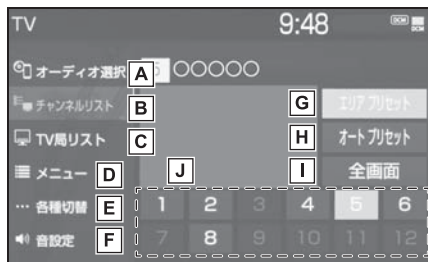 TV 9:48 DCM DCM
オーディオ選択 A 5 ○○○○○
チャンネルリスト B G エリア プリセット
TV局リスト C H オートプリセット
メニュー D J I 全画面
各種切替 E 1 2 3 4 5 6
音設定 F 7 8 9 10 11 12